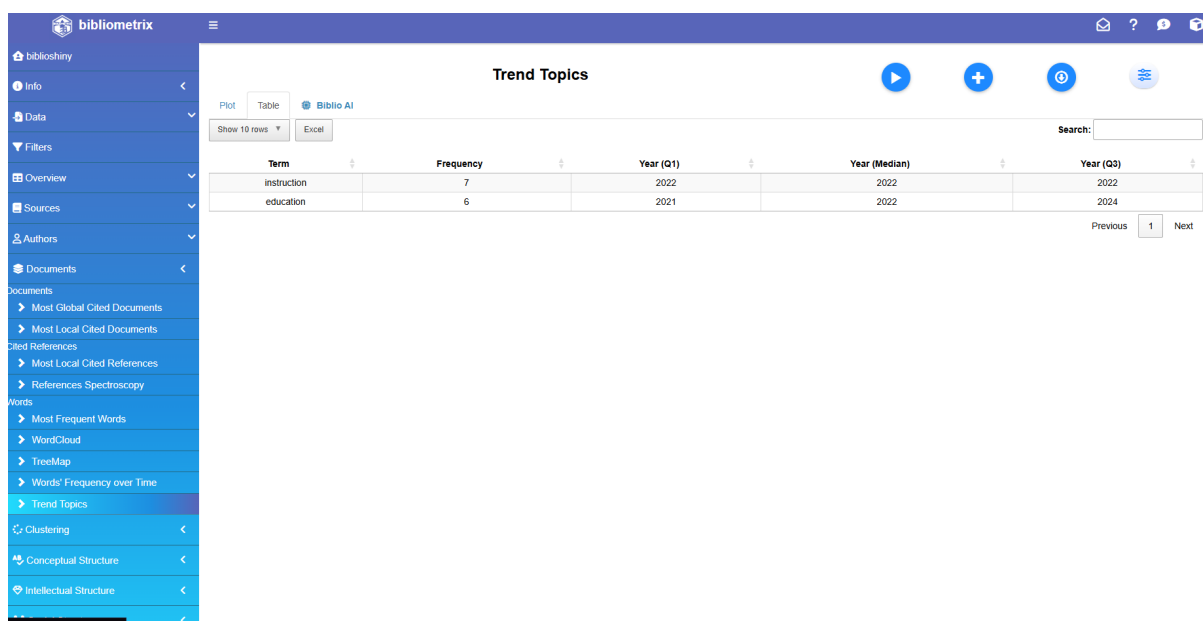 bibliometrix
biblioshiny
Info
Data
Filters
Overview
Sources
Authors
Documents
Documents
Most Global Cited Documents
Most Local Cited Documents
Cited References
Most Local Cited References
References Spectroscopy
Words
Most Frequent Words
WordCloud
TreeMap
Words' Frequency over Time
Trend Topics
Clustering
Conceptual Structure
Intellectual Structure
Trend Topics
Plot Table Biblio AI
Show 10 rows Excel Search:
Term Frequency Year (Q1) Year (Median) Year (Q3)
instruction 7 2022 2022 2022
education 6 2021 2022 2024
Previous 1 Next